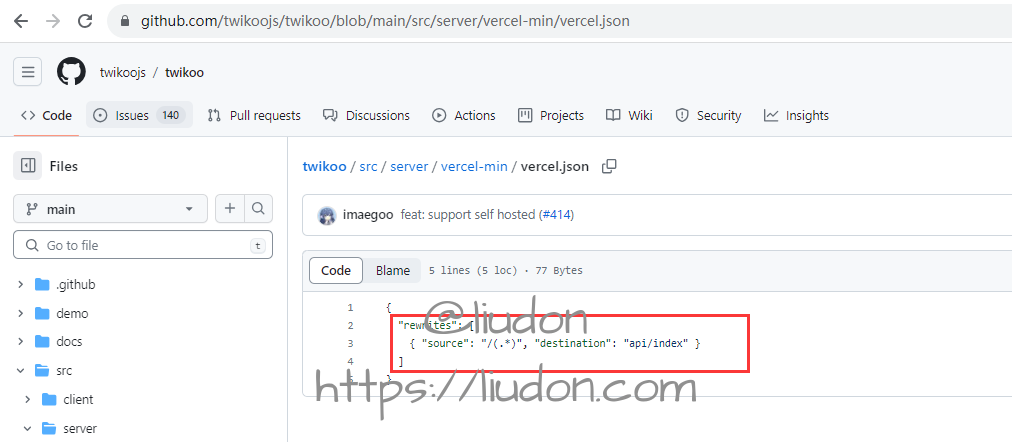 github.com/twikoojs/twikoo/blob/main/src/server/vercel-min/vercel.json
twikoojs / twikoo
Code Issues 140 Pull requests Discussions Actions Projects Wiki Security Insights
Files
main
Go to file t
.github
demo
docs
src
client
server
twikoo / src / server / vercel-min / vercel.json
imaegoo feat: support self hosted (#414)
Code Blame 5 lines (5 loc) · 77 Bytes
1 {
2 "rewrites": [
3 { "source": "/(.*)", "destination": "api/index" }
4 ]
5 }
@liudon
https://liudon.com